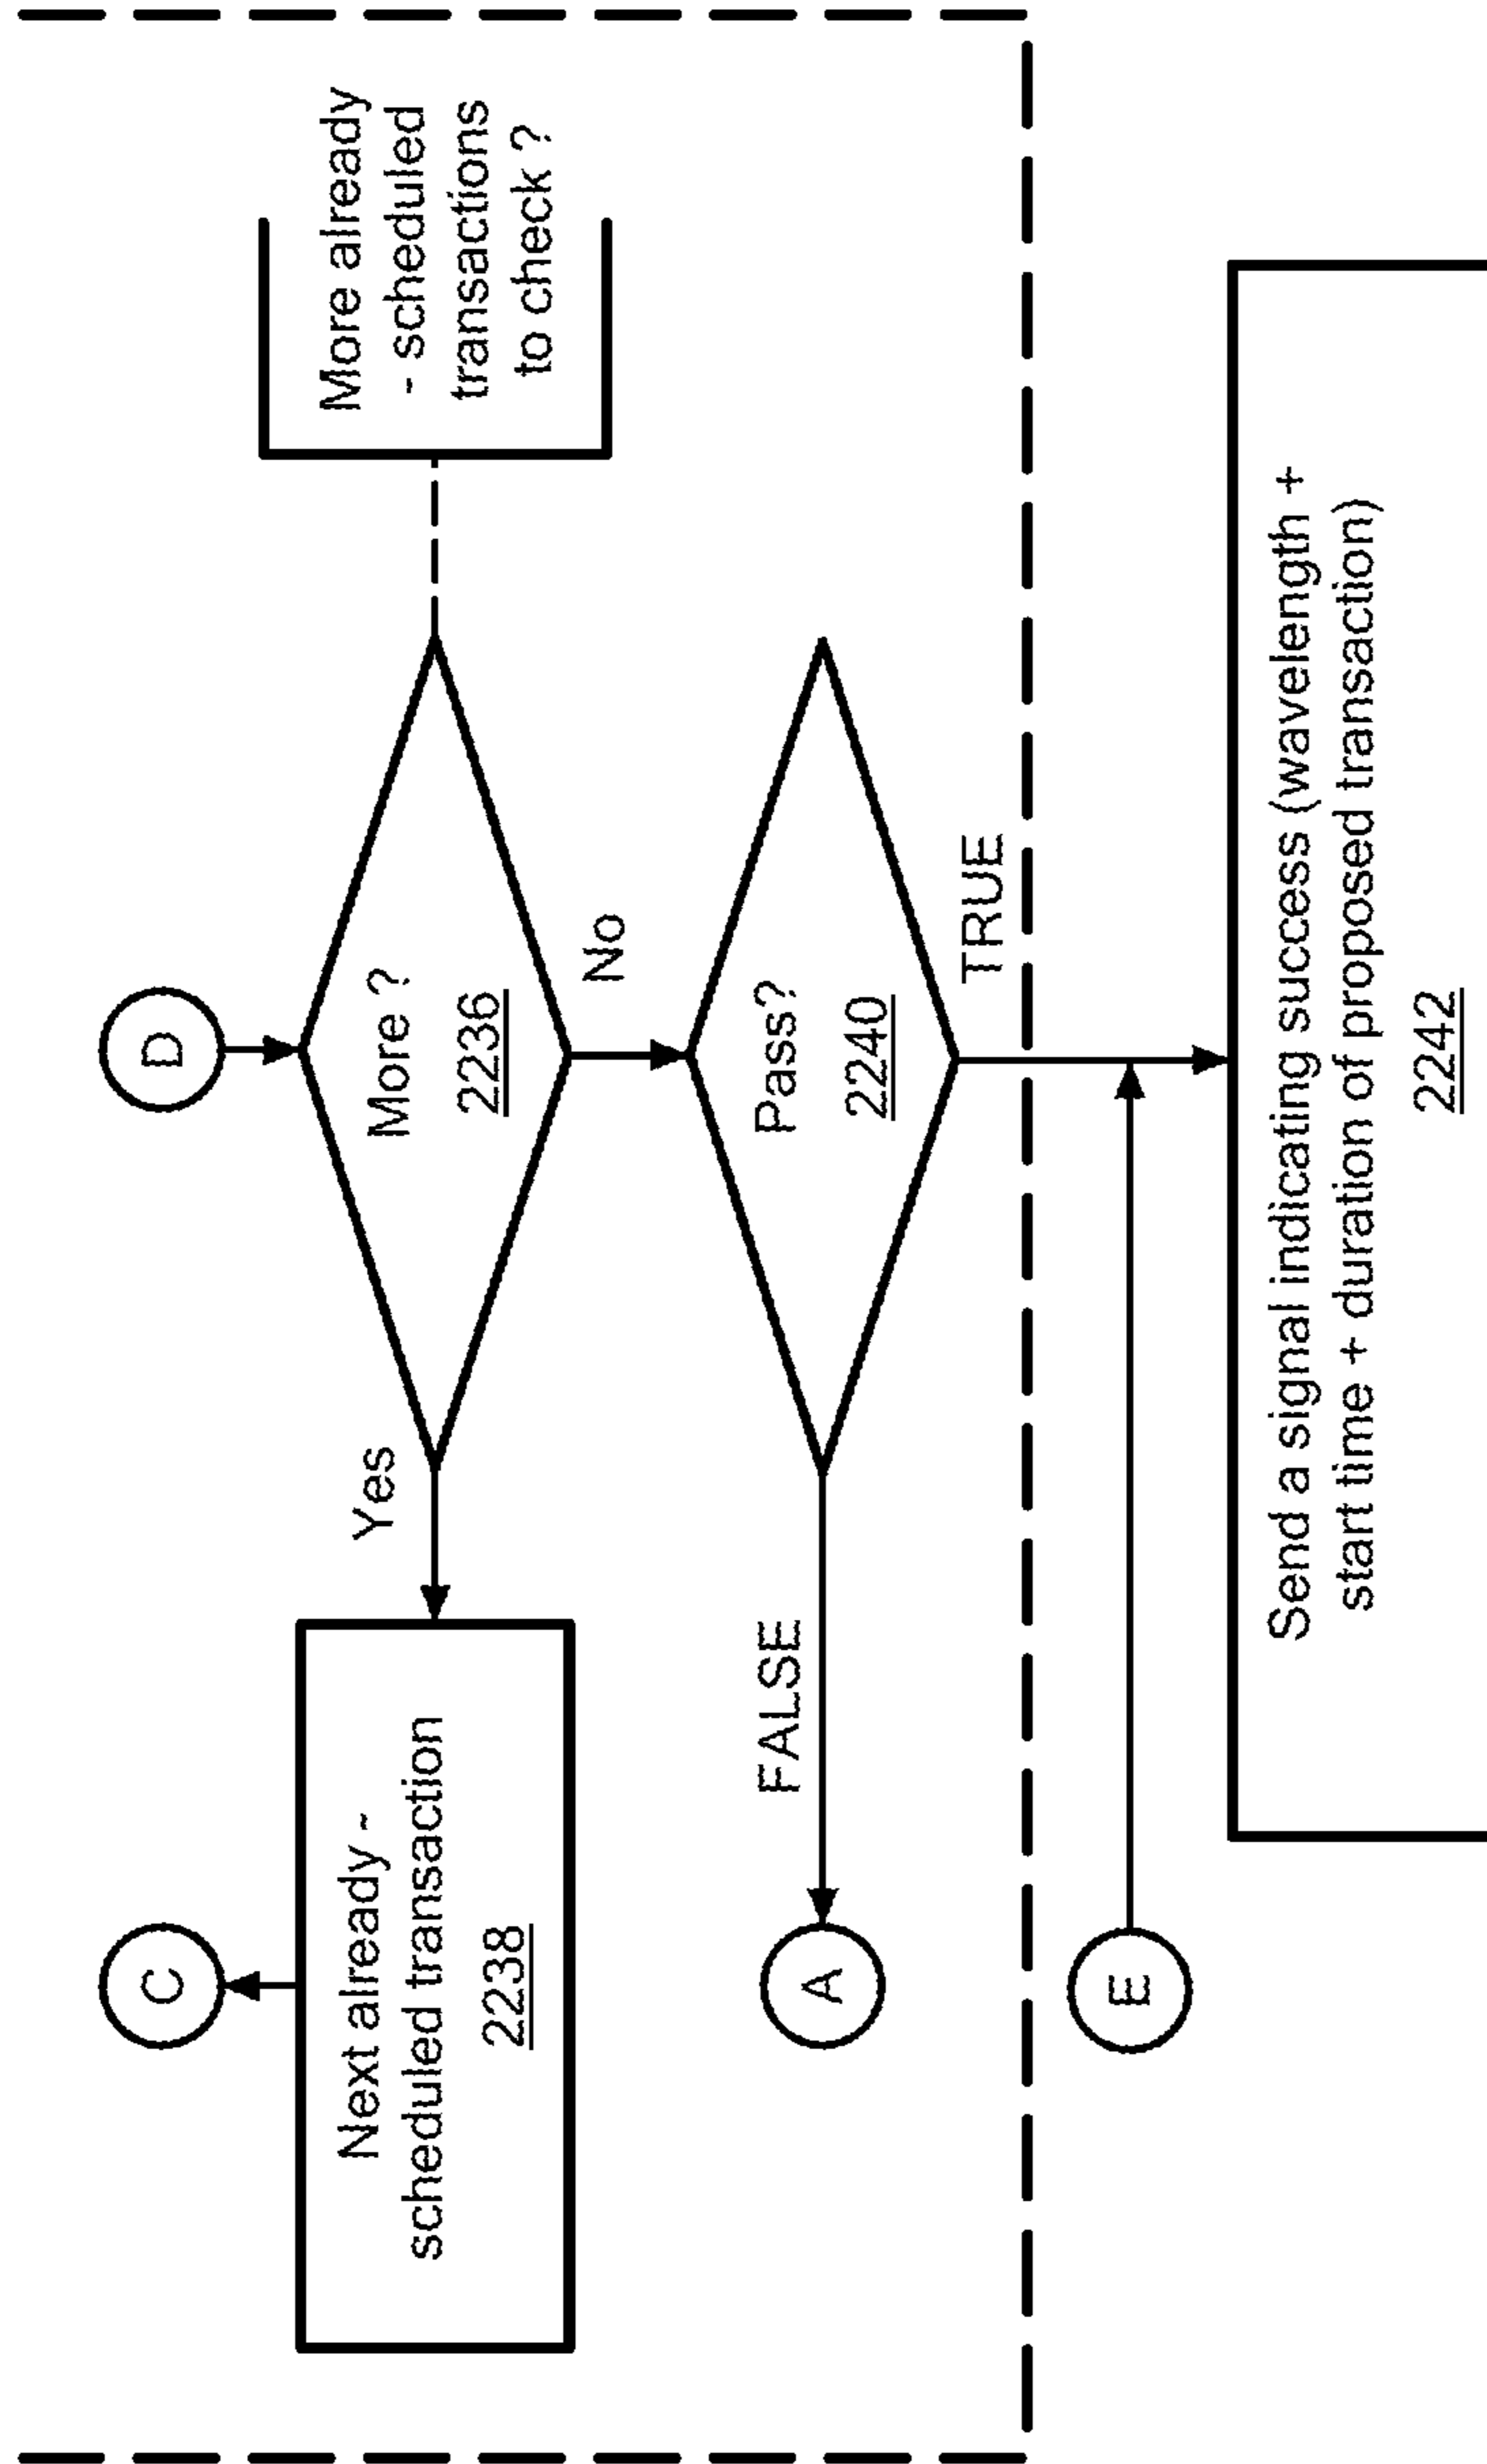 D
More ?
2236
More already
- scheduled
transactions
to check ?
Yes
Next already -
scheduled transaction
2238
C
No
Pass?
2240
FALSE
A
TRUE
E
Send a signal indicating success (wavelength +
start time + duration of proposed transaction)
2242